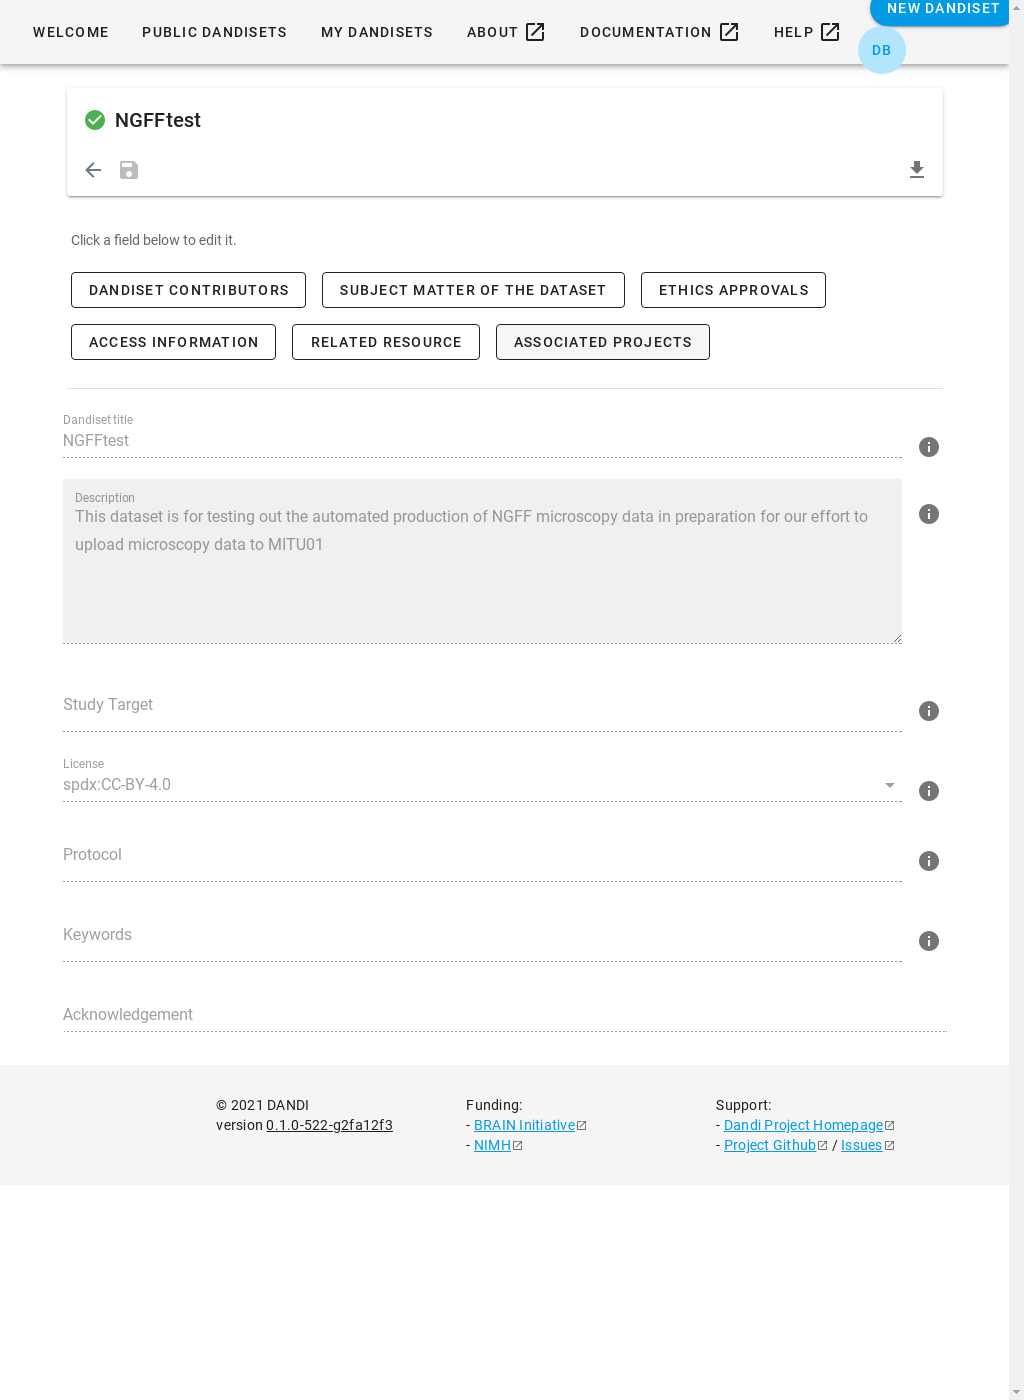 WELCOME PUBLIC DANDISETS MY DANDISETS ABOUT DOCUMENTATION HELP NEW DANDISET
DB
NGFFtest
Click a field below to edit it.
DANDISET CONTRIBUTORS SUBJECT MATTER OF THE DATASET ETHICS APPROVALS
ACCESS INFORMATION RELATED RESOURCE ASSOCIATED PROJECTS
Dandiset title
NGFFtest
Description
This dataset is for testing out the automated production of NGFF microscopy data in preparation for our effort to
upload microscopy data to MITU01
Study Target
License
spdx:CC-BY-4.0
Protocol
Keywords
Acknowledgement
© 2021 DANDI
version 0.1.0-522-g2fa12f3
Funding:
- BRAIN Initiative
- NIMH
Support:
- Dandi Project Homepage
- Project Github / Issues